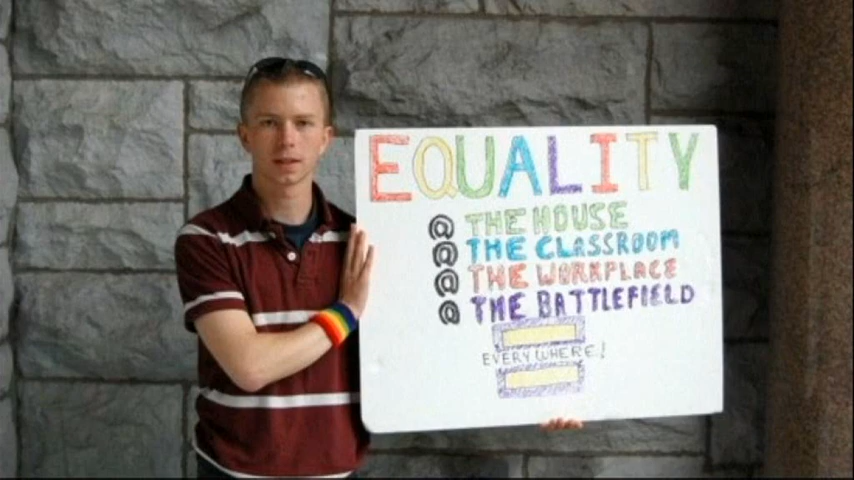 EQUALITY
@ THE HOUSE
@ THE CLASSROOM
@ THE WORKPLACE
@ THE BATTLEFIELD
EVERYWHERE!